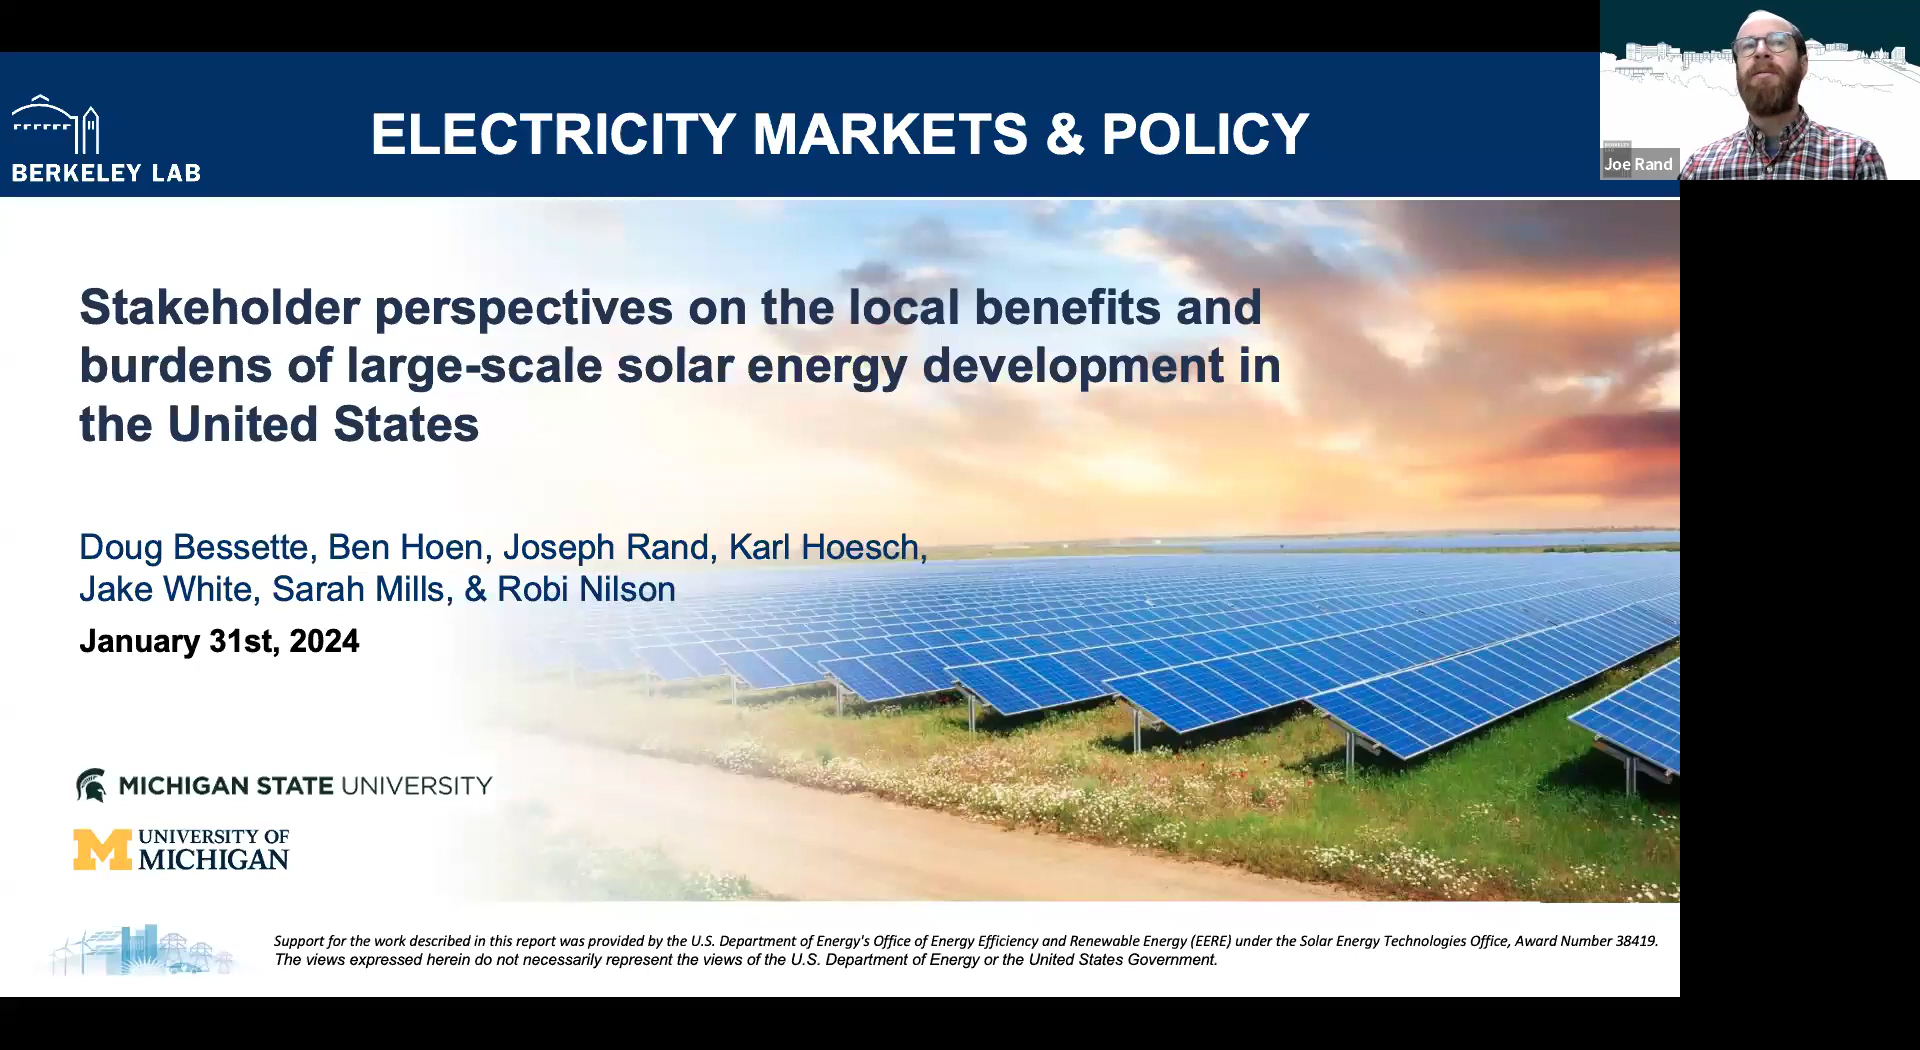 ELECTRICITY MARKETS & POLICY
BERKELEY LAB
Joe Rand
Stakeholder perspectives on the local benefits and
burdens of large-scale solar energy development in
the United States
Doug Bessette, Ben Hoen, Joseph Rand, Karl Hoesch,
Jake White, Sarah Mills, & Robi Nilson
January 31st, 2024
MICHIGAN STATE UNIVERSITY
UNIVERSITY OF
MICHIGAN
Support for the work described in this report was provided by the U.S. Department of Energy's Office of Energy Efficiency and Renewable Energy (EERE) under the Solar Energy Technologies Office, Award Number 38419.
The views expressed herein do not necessarily represent the views of the U.S. Department of Energy or the United States Government.